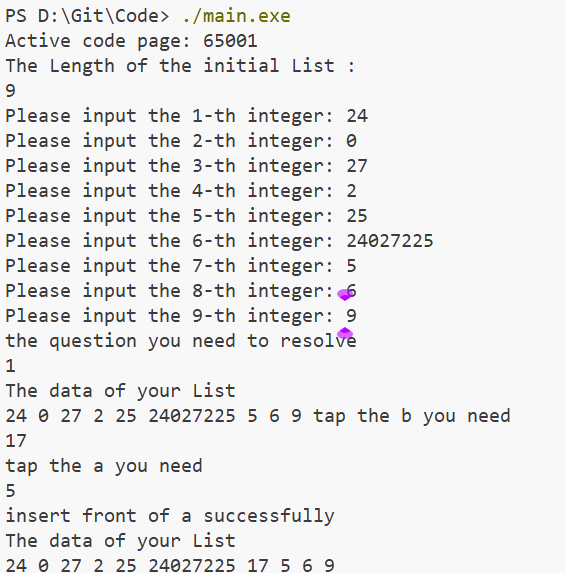 PS D:\Git\Code> ./main.exe
Active code page: 65001
The Length of the initial List :
9
Please input the 1-th integer: 24
Please input the 2-th integer: 0
Please input the 3-th integer: 27
Please input the 4-th integer: 2
Please input the 5-th integer: 25
Please input the 6-th integer: 24027225
Please input the 7-th integer: 5
Please input the 8-th integer: 6
Please input the 9-th integer: 9
the question you need to resolve
1
The data of your List
24 0 27 2 25 24027225 5 6 9 tap the b you need
17
tap the a you need
5
insert front of a successfully
The data of your List
24 0 27 2 25 24027225 17 5 6 9